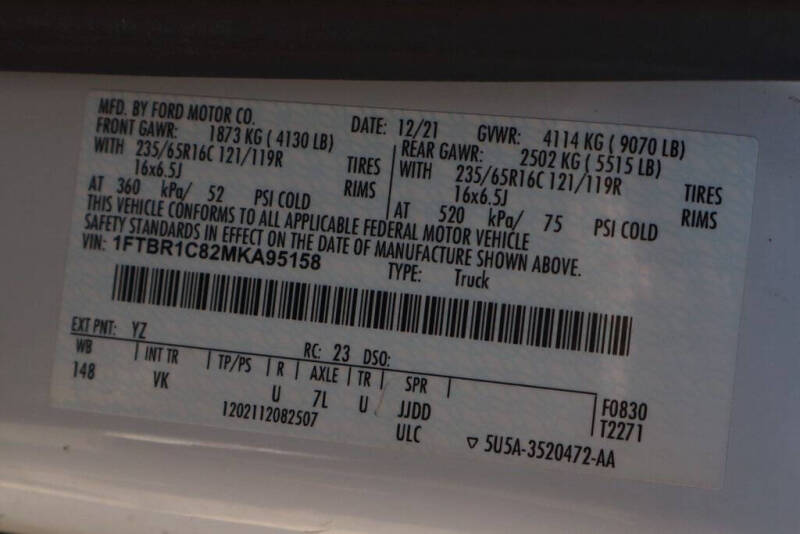 MFD. BY FORD MOTOR CO. DATE: 12/21 GVWR: 4114 KG ( 9070 LB)
FRONT GAWR: 1873 KG ( 4130 LB) REAR GAWR: 2502 KG ( 5515 LB)
WITH 235/65R16C 121/119R TIRES WITH 235/65R16C 121/119R TIRES
16x6.5J RIMS 16x6.5J RIMS
AT 360 kPa/ 52 PSI COLD AT 520 kPa/ 75 PSI COLD
THIS VEHICLE CONFORMS TO ALL APPLICABLE FEDERAL MOTOR VEHICLE
SAFETY STANDARDS IN EFFECT ON THE DATE OF MANUFACTURE SHOWN ABOVE.
VIN: 1FTBR1C82MKA95158 TYPE: Truck
EXT PNT: YZ RC: 23 DSO:
WB INT TR TP/PS R AXLE TR SPR F0830
148 VK U 7L U JJDD T2271
1202112082507 ULC 5U5A-3520472-AA